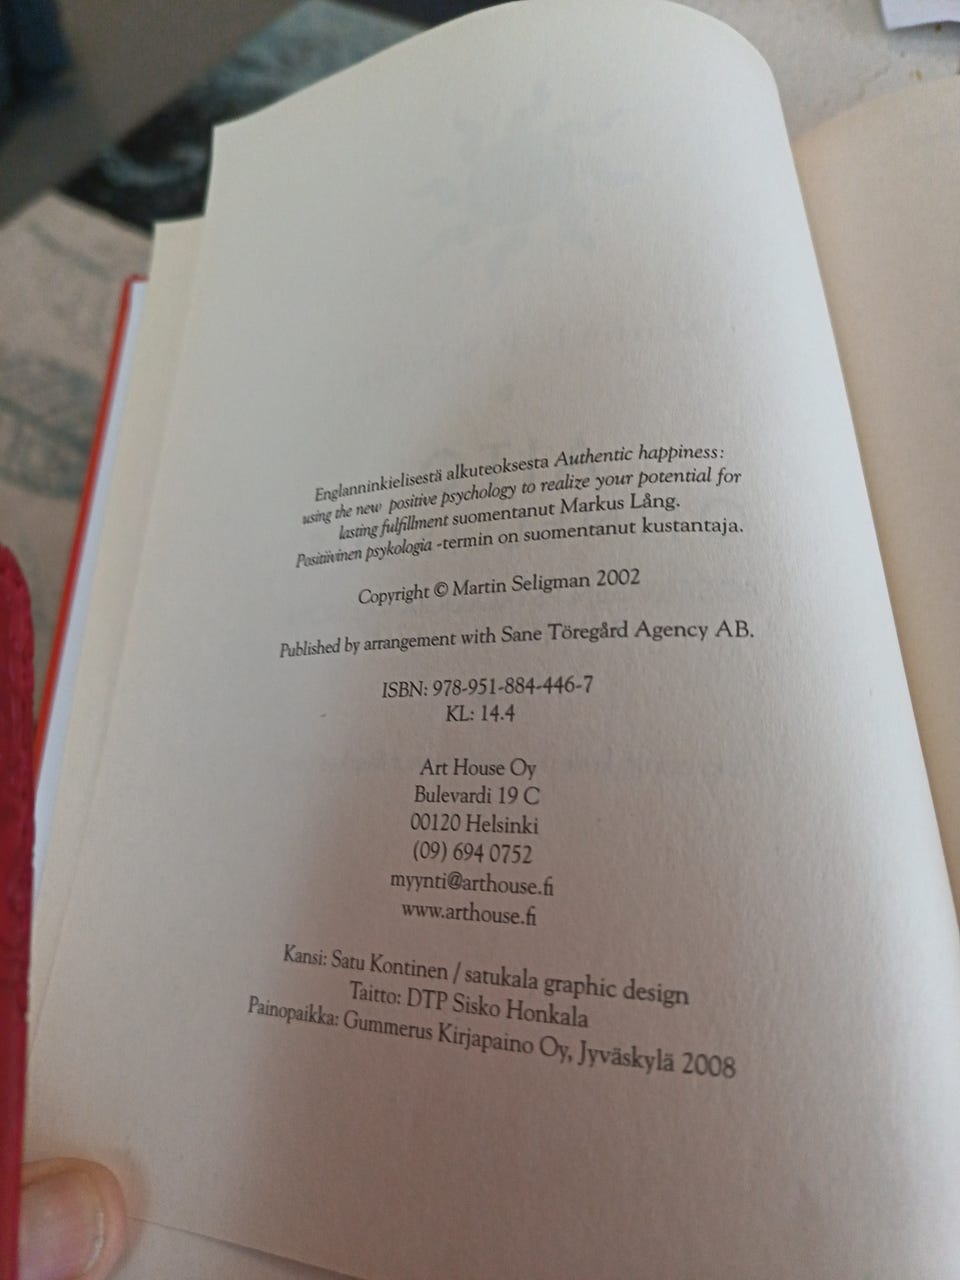 Englanninkielisestä alkuteoksesta Authentic happiness:
using the new positive psychology to realize your potential for
lasting fulfillment suomentanut Markus Lång.
Positiivinen psykologia -termin on suomentanut kustantaja.
Copyright © Martin Seligman 2002
Published by arrangement with Sane Töregård Agency AB.
ISBN: 978-951-884-446-7
KL: 14.4
Art House Oy
Bulevardi 19 C
00120 Helsinki
(09) 694 0752
myynti@arthouse.fi
www.arthouse.fi
Kansi: Satu Kontinen / satukala graphic design
Taitto: DTP Sisko Honkala
Painopaikka: Gummerus Kirjapaino Oy, Jyväskylä 2008